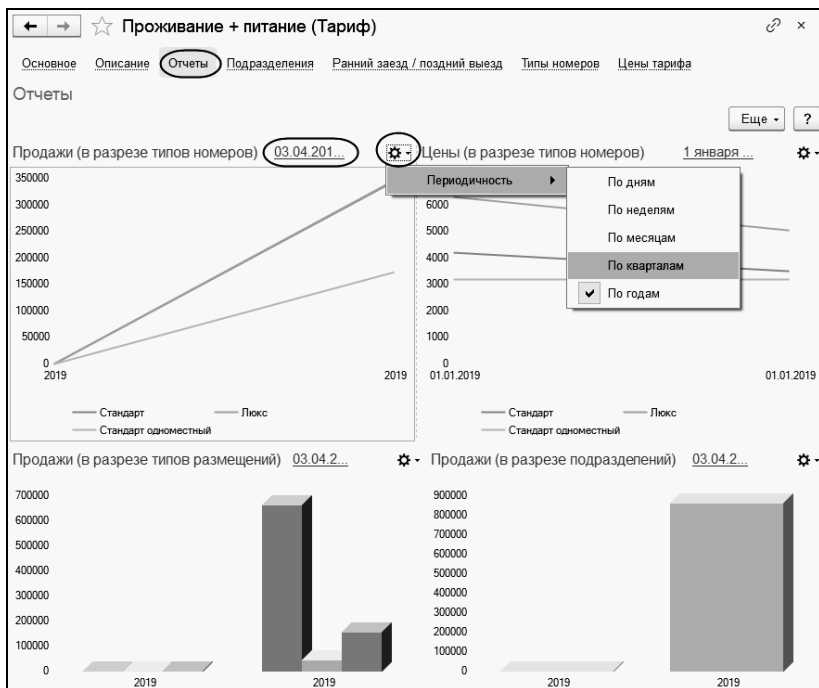 Проживание + питание (Тариф)
Основное Описание Отчеты Подразделения Ранний заезд / поздний выезд Типы номеров Цены тарифа
Отчеты
Еще ?
Продажи (в разрезе типов номеров) 03.04.201...
350000
300000
250000
200000
150000
100000
50000
0
2019 2019
Стандарт Люкс
Стандарт одноместный
Цены (в разрезе типов номеров) 1 января ...
Периодичность
По дням
По неделям
По месяцам
По кварталам
По годам
6000
5000
4000
3000
2000
1000
0
01.01.2019 01.01.2019
Стандарт Люкс
Стандарт одноместный
Продажи (в разрезе типов размещений) 03.04.2...
700000
600000
500000
400000
300000
200000
100000
0
2019 2019
Продажи (в разрезе подразделений) 03.04.2...
900000
800000
700000
600000
500000
400000
300000
200000
100000
0
2019 2019